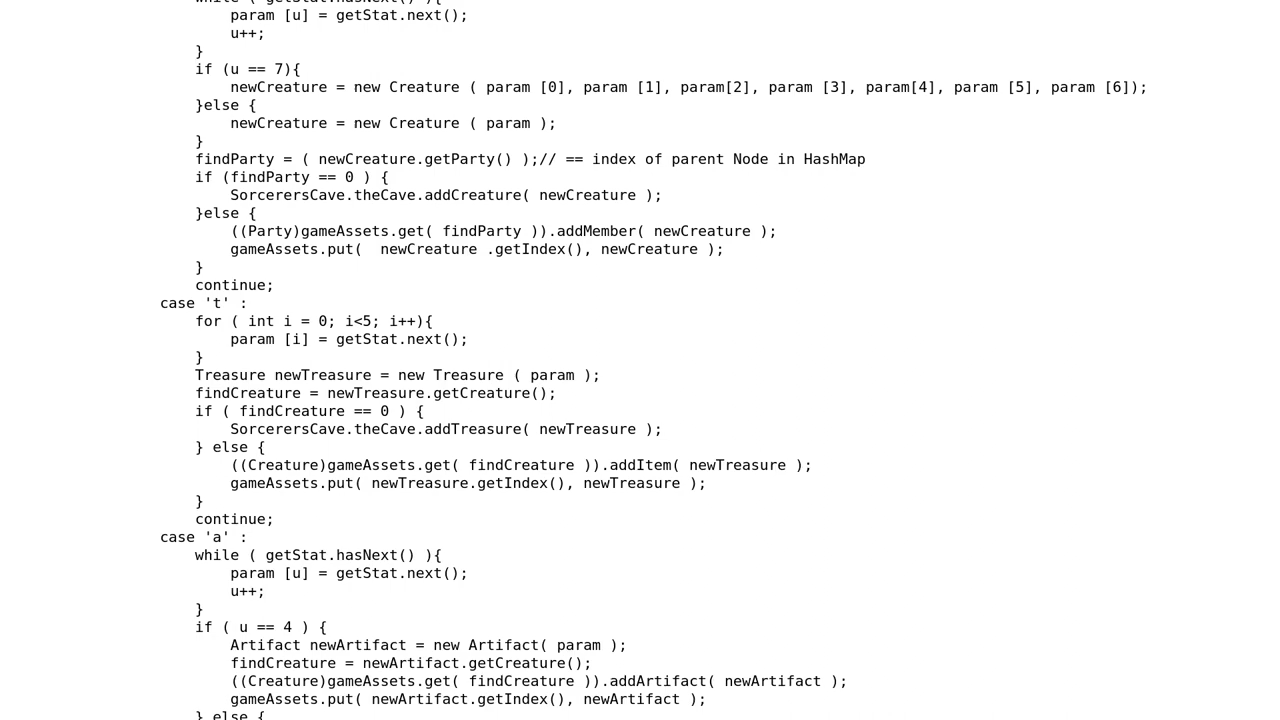 while ( getStat.hasNext() ){
param [u] = getStat.next();
u++;
}
if (u == 7){
newCreature = new Creature ( param [0], param [1], param[2], param [3], param[4], param [5], param [6]);
}else {
newCreature = new Creature ( param );
}
findParty = ( newCreature.getParty() );// == index of parent Node in HashMap
if (findParty == 0 ) {
SorcerersCave.theCave.addCreature( newCreature );
}else {
((Party)gameAssets.get( findParty )).addMember( newCreature );
gameAssets.put(  newCreature .getIndex(), newCreature );
}
continue;
case 't' :
for ( int i = 0; i<5; i++){
param [i] = getStat.next();
}
Treasure newTreasure = new Treasure ( param );
findCreature = newTreasure.getCreature();
if ( findCreature == 0 ) {
SorcerersCave.theCave.addTreasure( newTreasure );
} else {
((Creature)gameAssets.get( findCreature )).addItem( newTreasure );
gameAssets.put( newTreasure.getIndex(), newTreasure );
}
continue;
case 'a' :
while ( getStat.hasNext() ){
param [u] = getStat.next();
u++;
}
if ( u == 4 ) {
Artifact newArtifact = new Artifact( param );
findCreature = newArtifact.getCreature();
((Creature)gameAssets.get( findCreature )).addArtifact( newArtifact );
gameAssets.put( newArtifact.getIndex(), newArtifact );
} else {